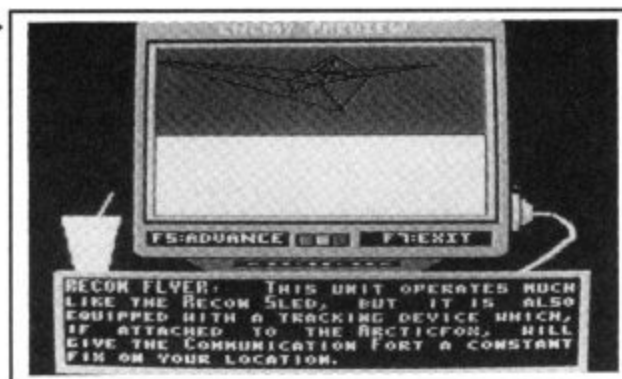 ENEMY PREVIEW
F5:ADVANCE F7:EXIT
RECON FLYER: THIS UNIT OPERATES MUCH
LIKE THE RECON SLED, BUT IT IS ALSO
EQUIPPED WITH A TRACKING DEVICE WHICH,
IF ATTACHED TO THE ARCTICFOX, WILL
GIVE THE COMMUNICATION FORT A CONSTANT
FIX ON YOUR LOCATION.